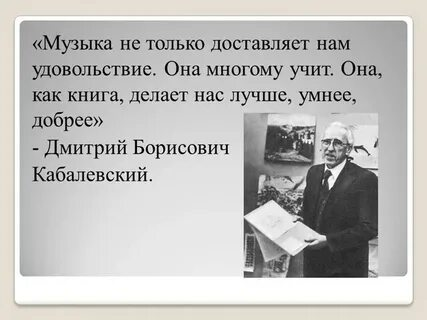 «Музыка не только доставляет нам
удовольствие. Она многому учит. Она,
как книга, делает нас лучше, умнее,
добрее»
- Дмитрий Борисович
Кабалевский.